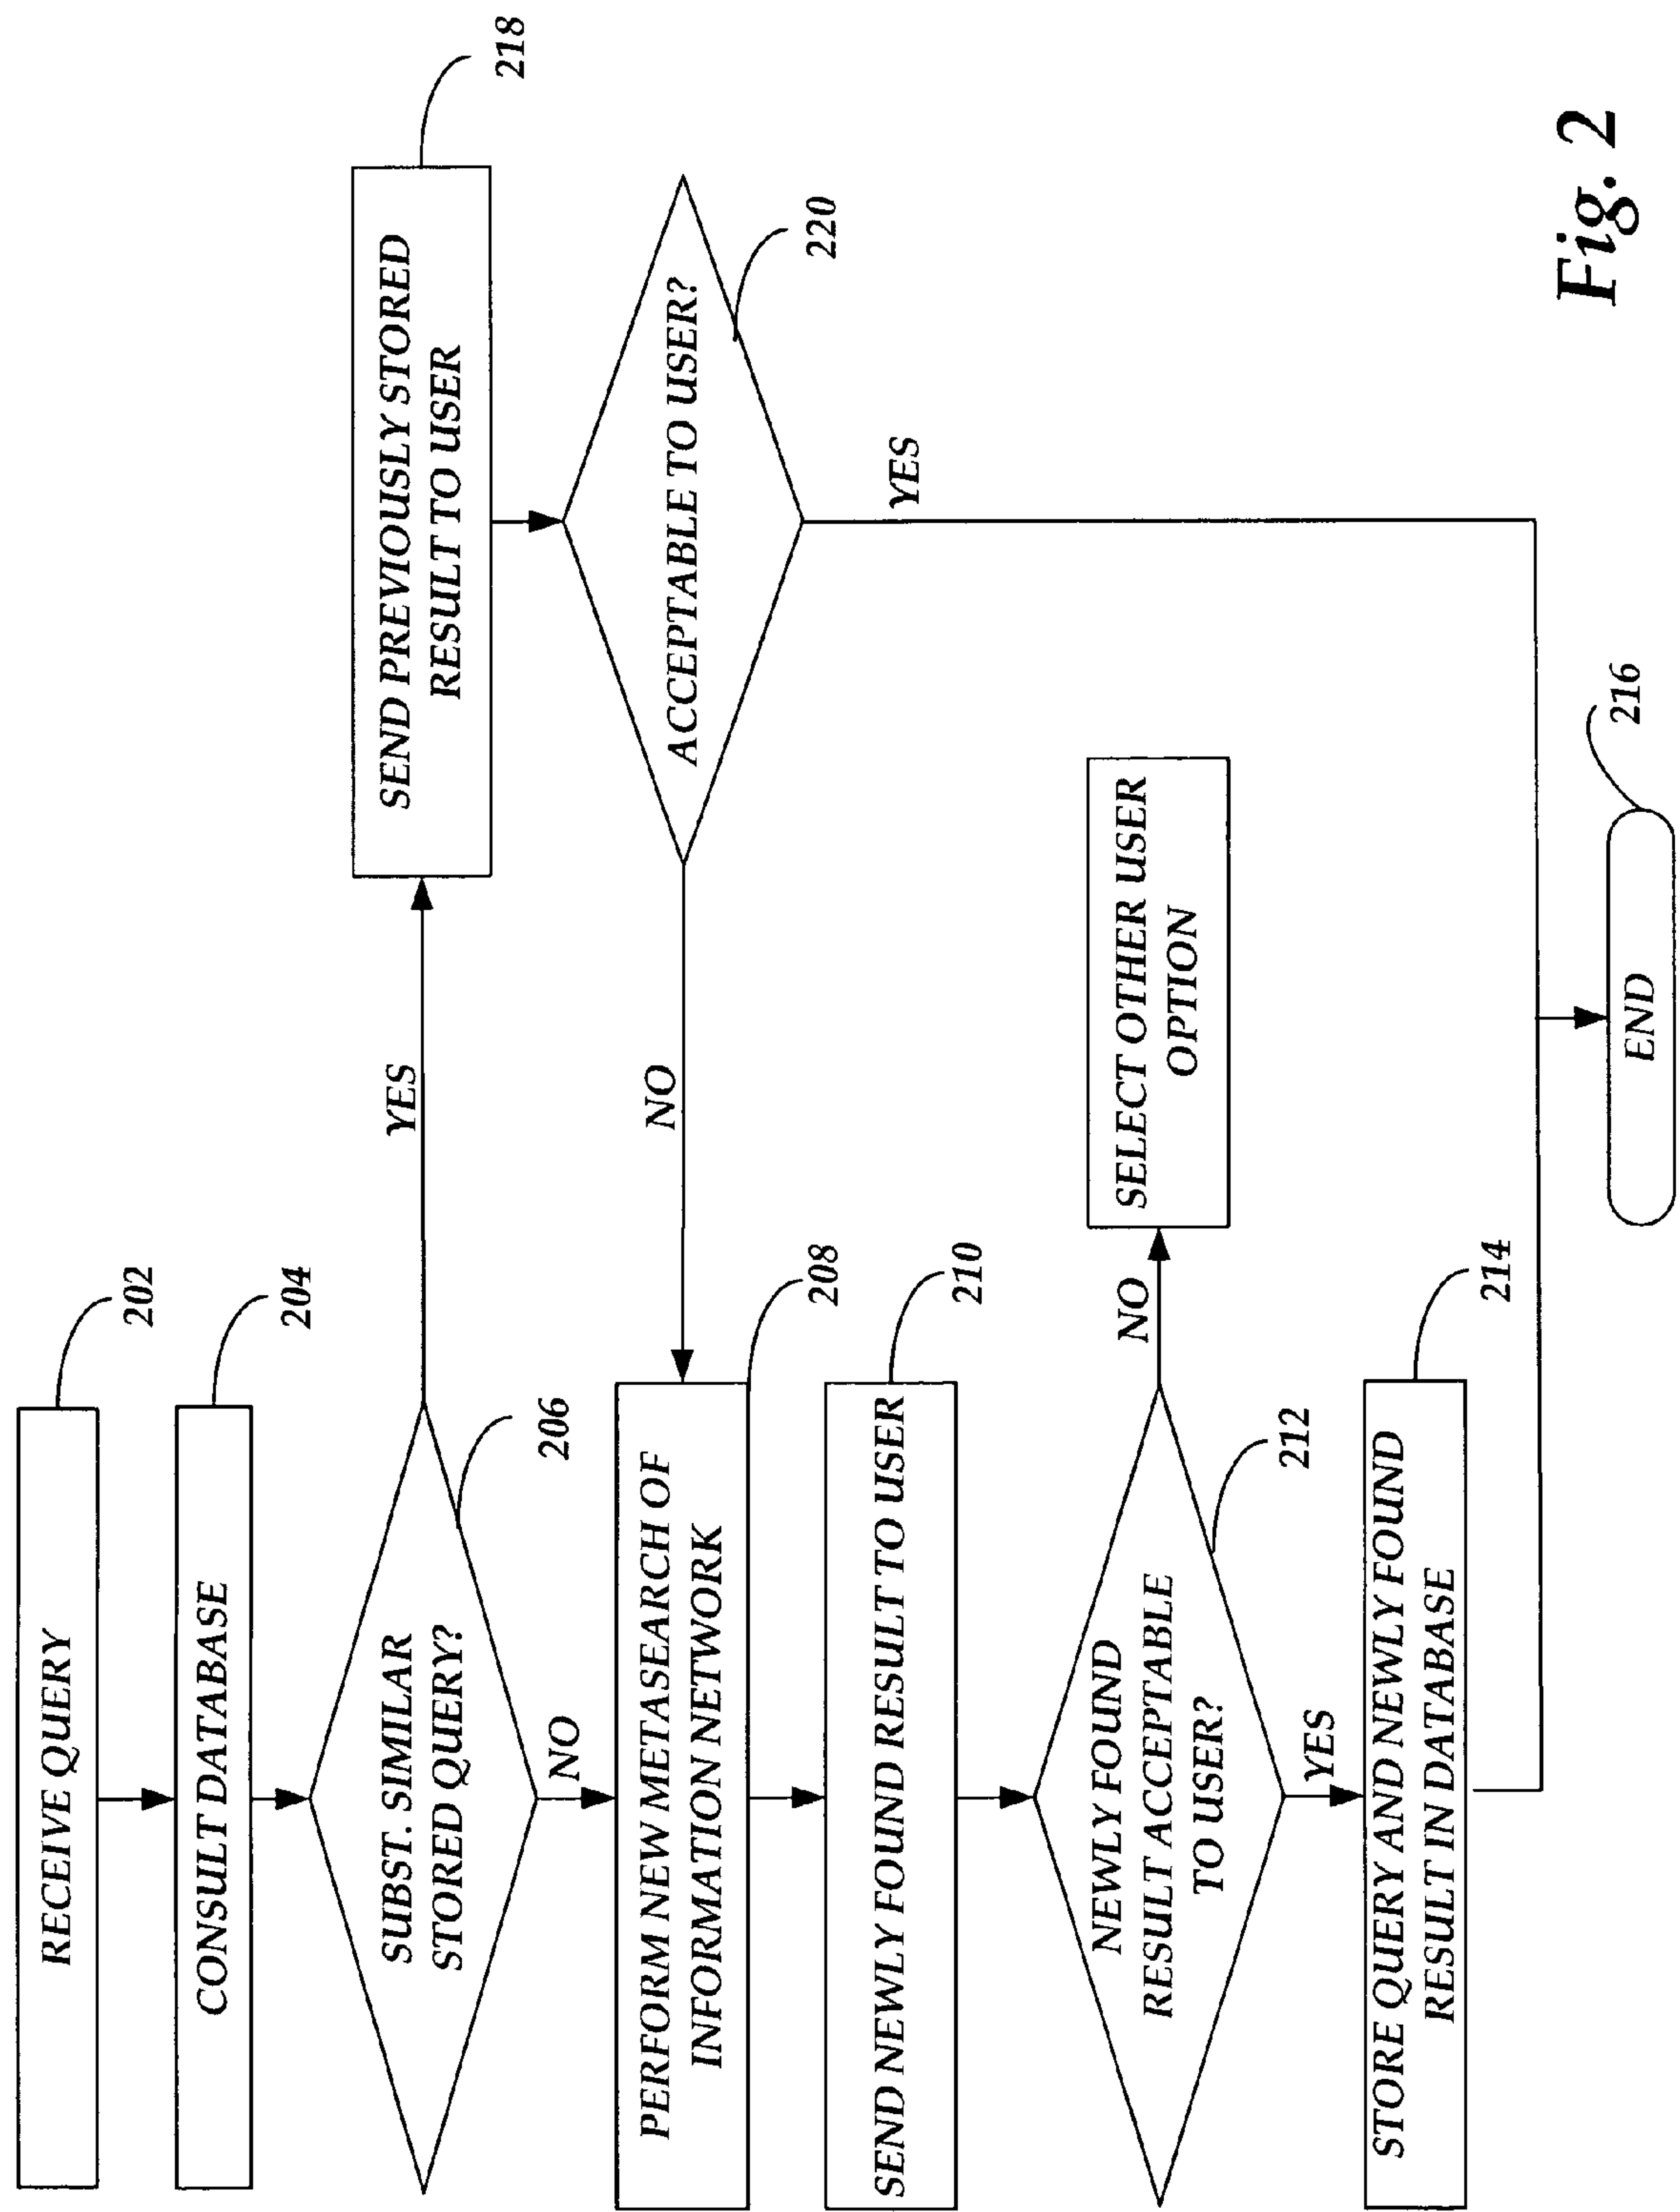 RECEIVE QUERY
202
CONSULT DATABASE
204
SUBST. SIMILAR
STORED QUERY?
206
YES
NO
SEND PREVIOUSLY STORED
RESULT TO USER
218
ACCEPTABLE TO USER?
220
NO
YES
PERFORM NEW METASEARCH OF
INFORMATION NETWORK
208
SEND NEWLY FOUND RESULT TO USER
210
NEWLY FOUND
RESULT ACCEPTABLE
TO USER?
212
NO
SELECT OTHER USER
OPTION
YES
STORE QUERY AND NEWLY FOUND
RESULT IN DATABASE
214
END
216
Fig. 2